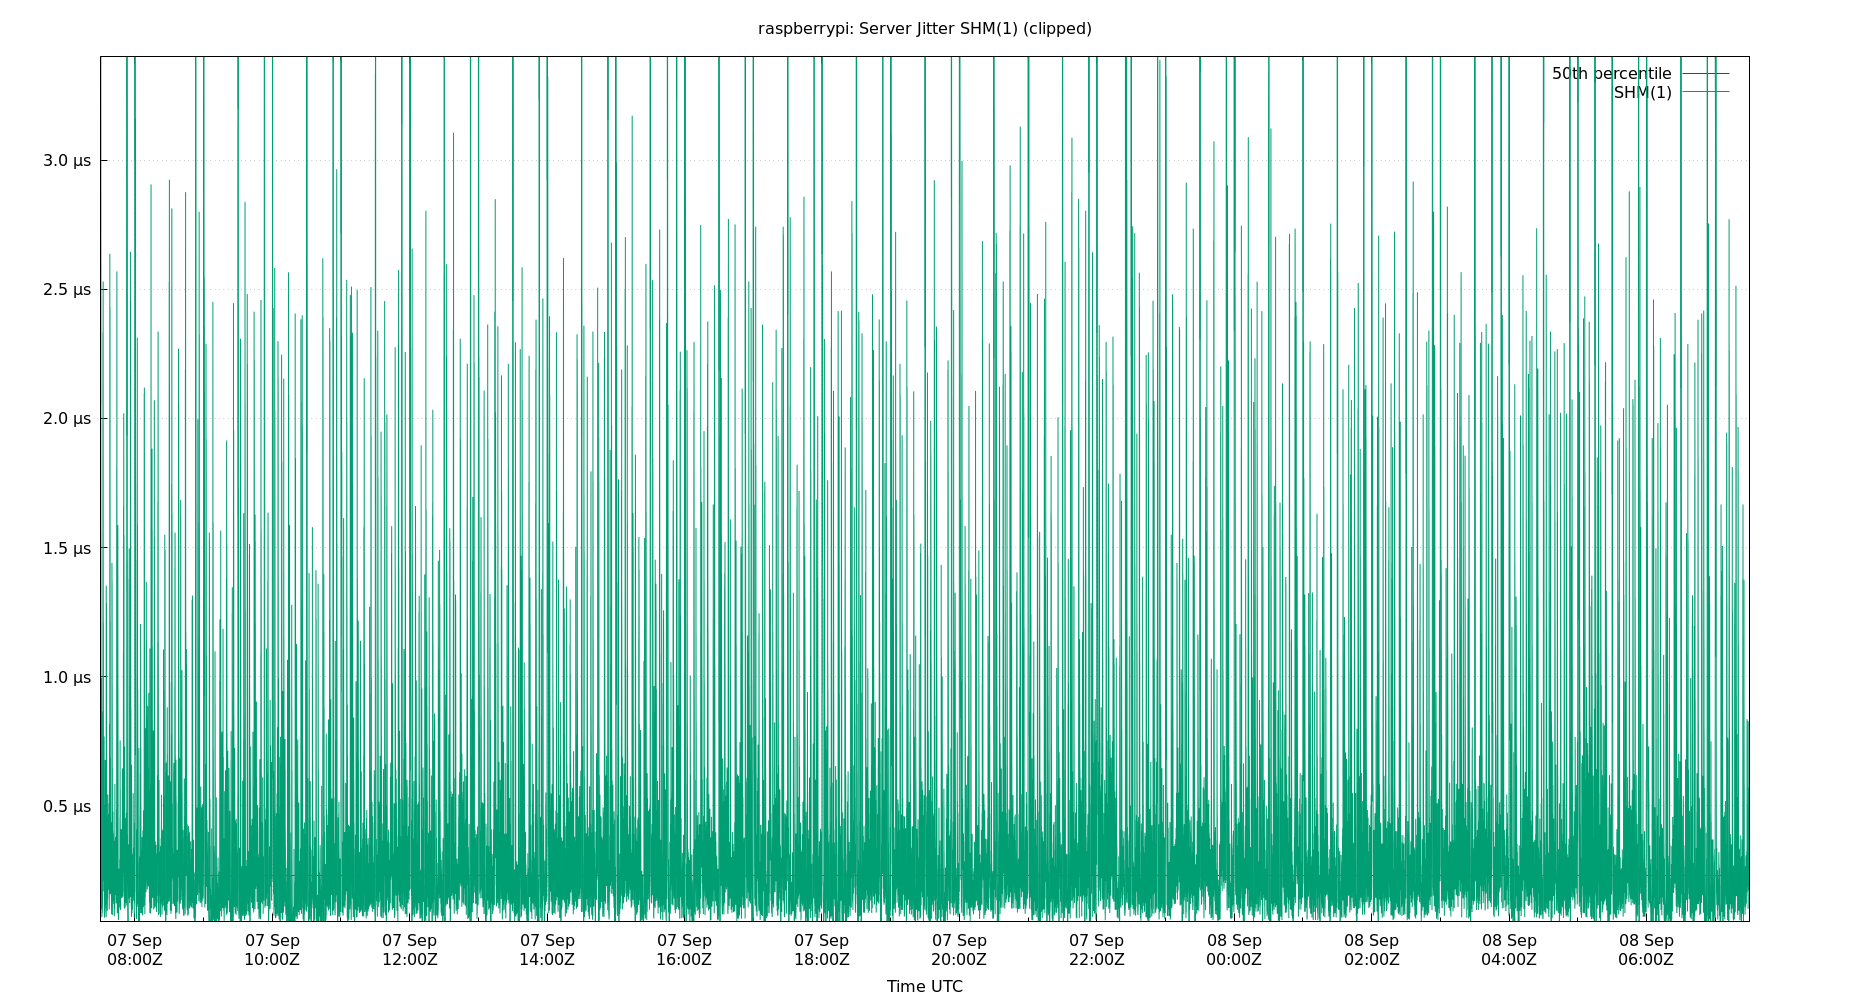 raspberrypi: Server Jitter SHM(1) (clipped)
50th percentile
SHM(1)
3.0 µs
2.5 µs
2.0 µs
1.5 µs
1.0 µs
0.5 µs
07 Sep 07 Sep 07 Sep 07 Sep 07 Sep 07 Sep 07 Sep 07 Sep 08 Sep 08 Sep 08 Sep 08 Sep
08:00Z 10:00Z 12:00Z 14:00Z 16:00Z 18:00Z 20:00Z 22:00Z 00:00Z 02:00Z 04:00Z 06:00Z
Time UTC